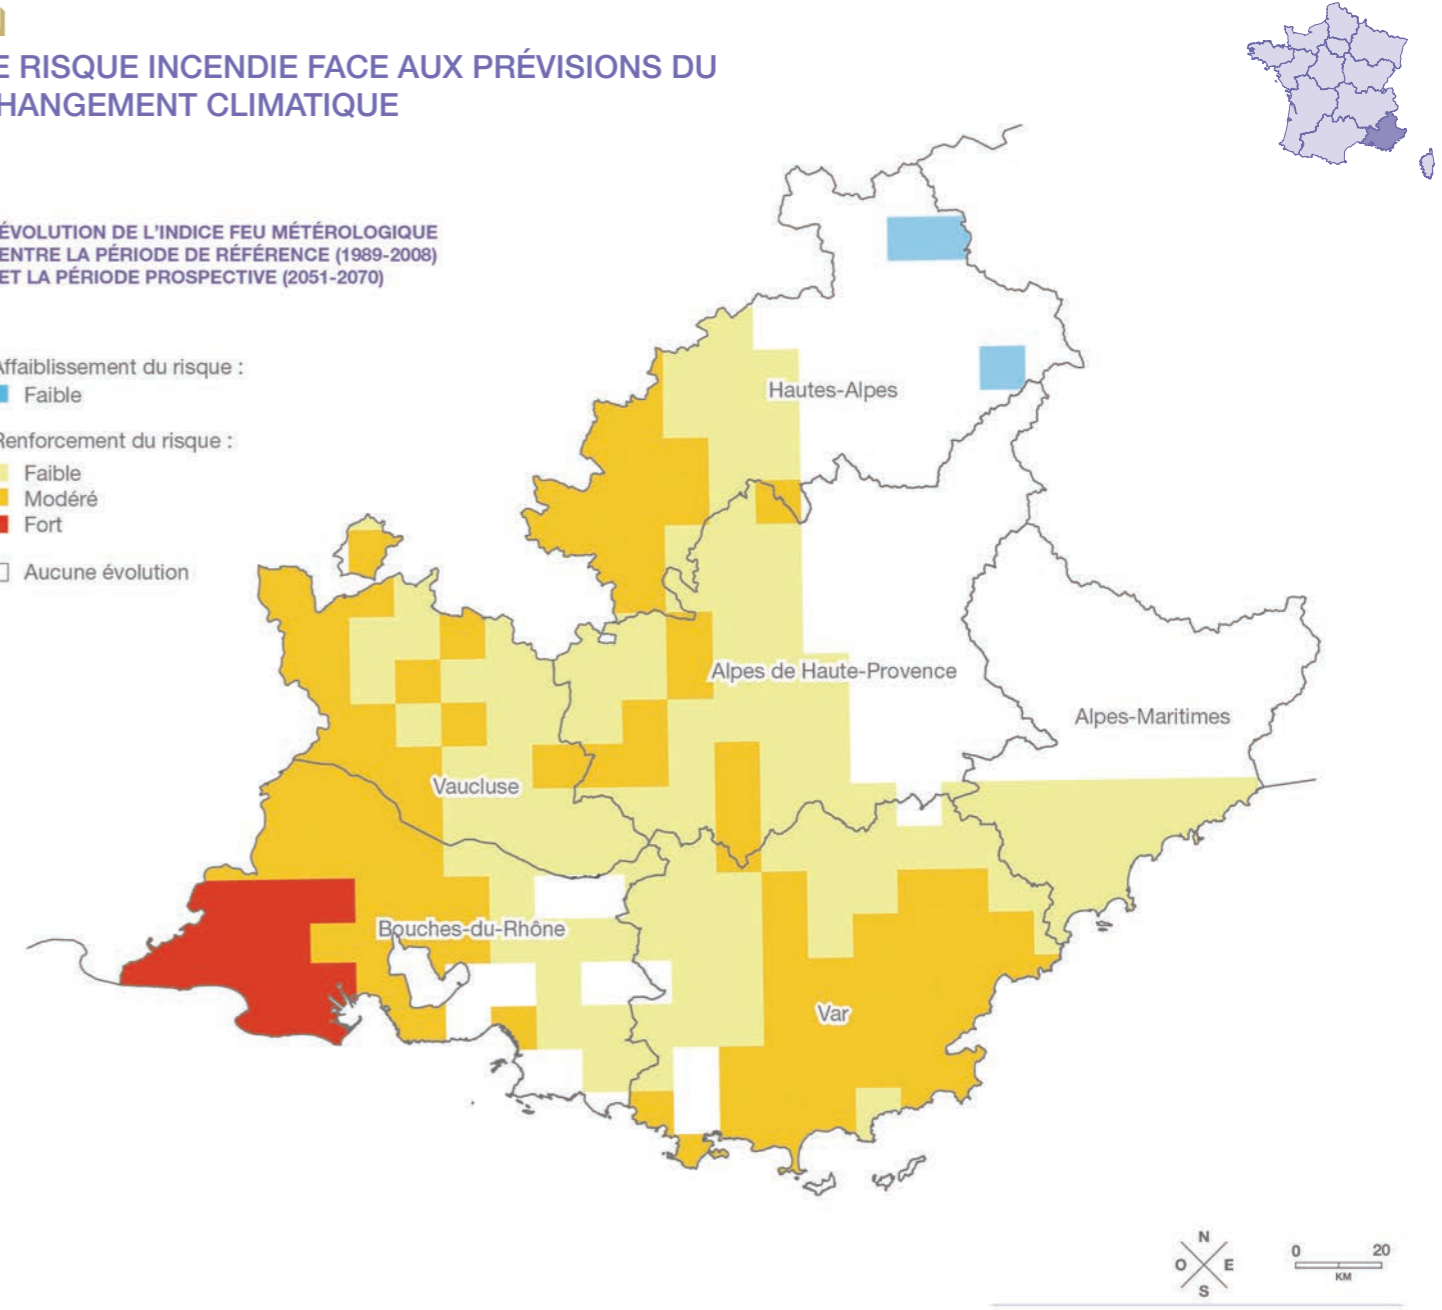 E RISQUE INCENDIE FACE AUX PRÉVISIONS DU
HANGEMENT CLIMATIQUE
ÉVOLUTION DE L'INDICE FEU MÉTÉROLOGIQUE
ENTRE LA PÉRIODE DE RÉFÉRENCE (1989-2008)
ET LA PÉRIODE PROSPECTIVE (2051-2070)
Affaiblissement du risque :
Faible
Renforcement du risque :
Faible
Modéré
Fort
Aucune évolution
Hautes-Alpes
Alpes de Haute-Provence
Alpes-Maritimes
Vaucluse
Bouches-du-Rhône
Var
N
O E
S
0 20
KM